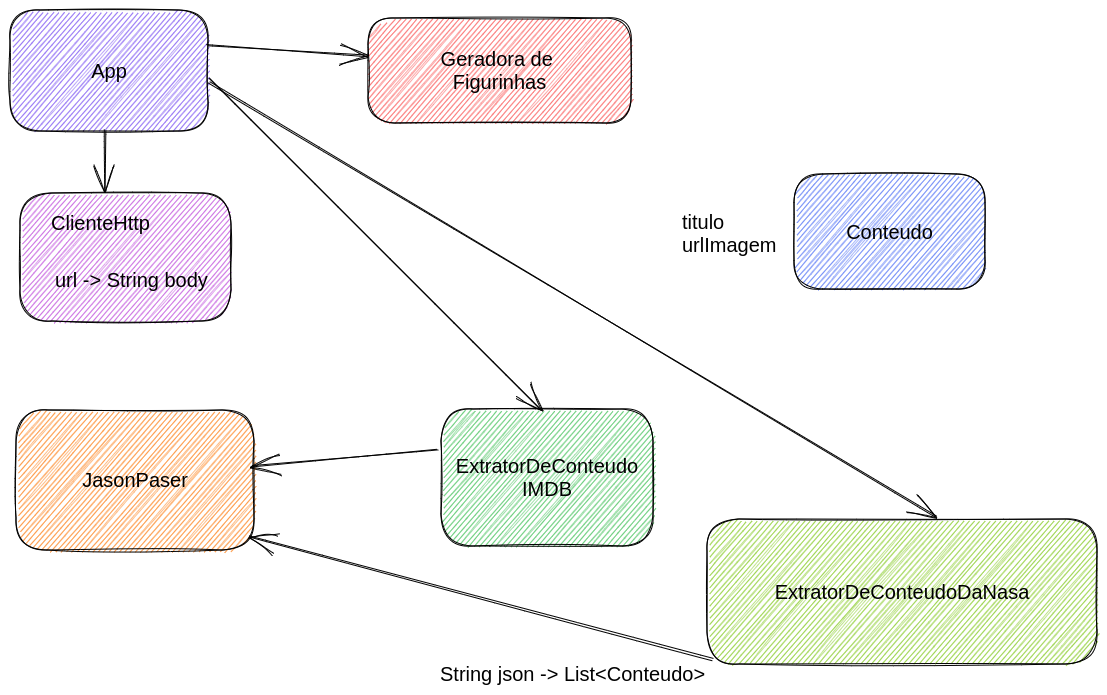 App
Geradora de
Figurinhas
ClienteHttp
url -> String body
titulo
urlImagem
Conteudo
JasonPaser
ExtratorDeConteudo
IMDB
ExtratorDeConteudoDaNasa
String json -> List<Conteudo>